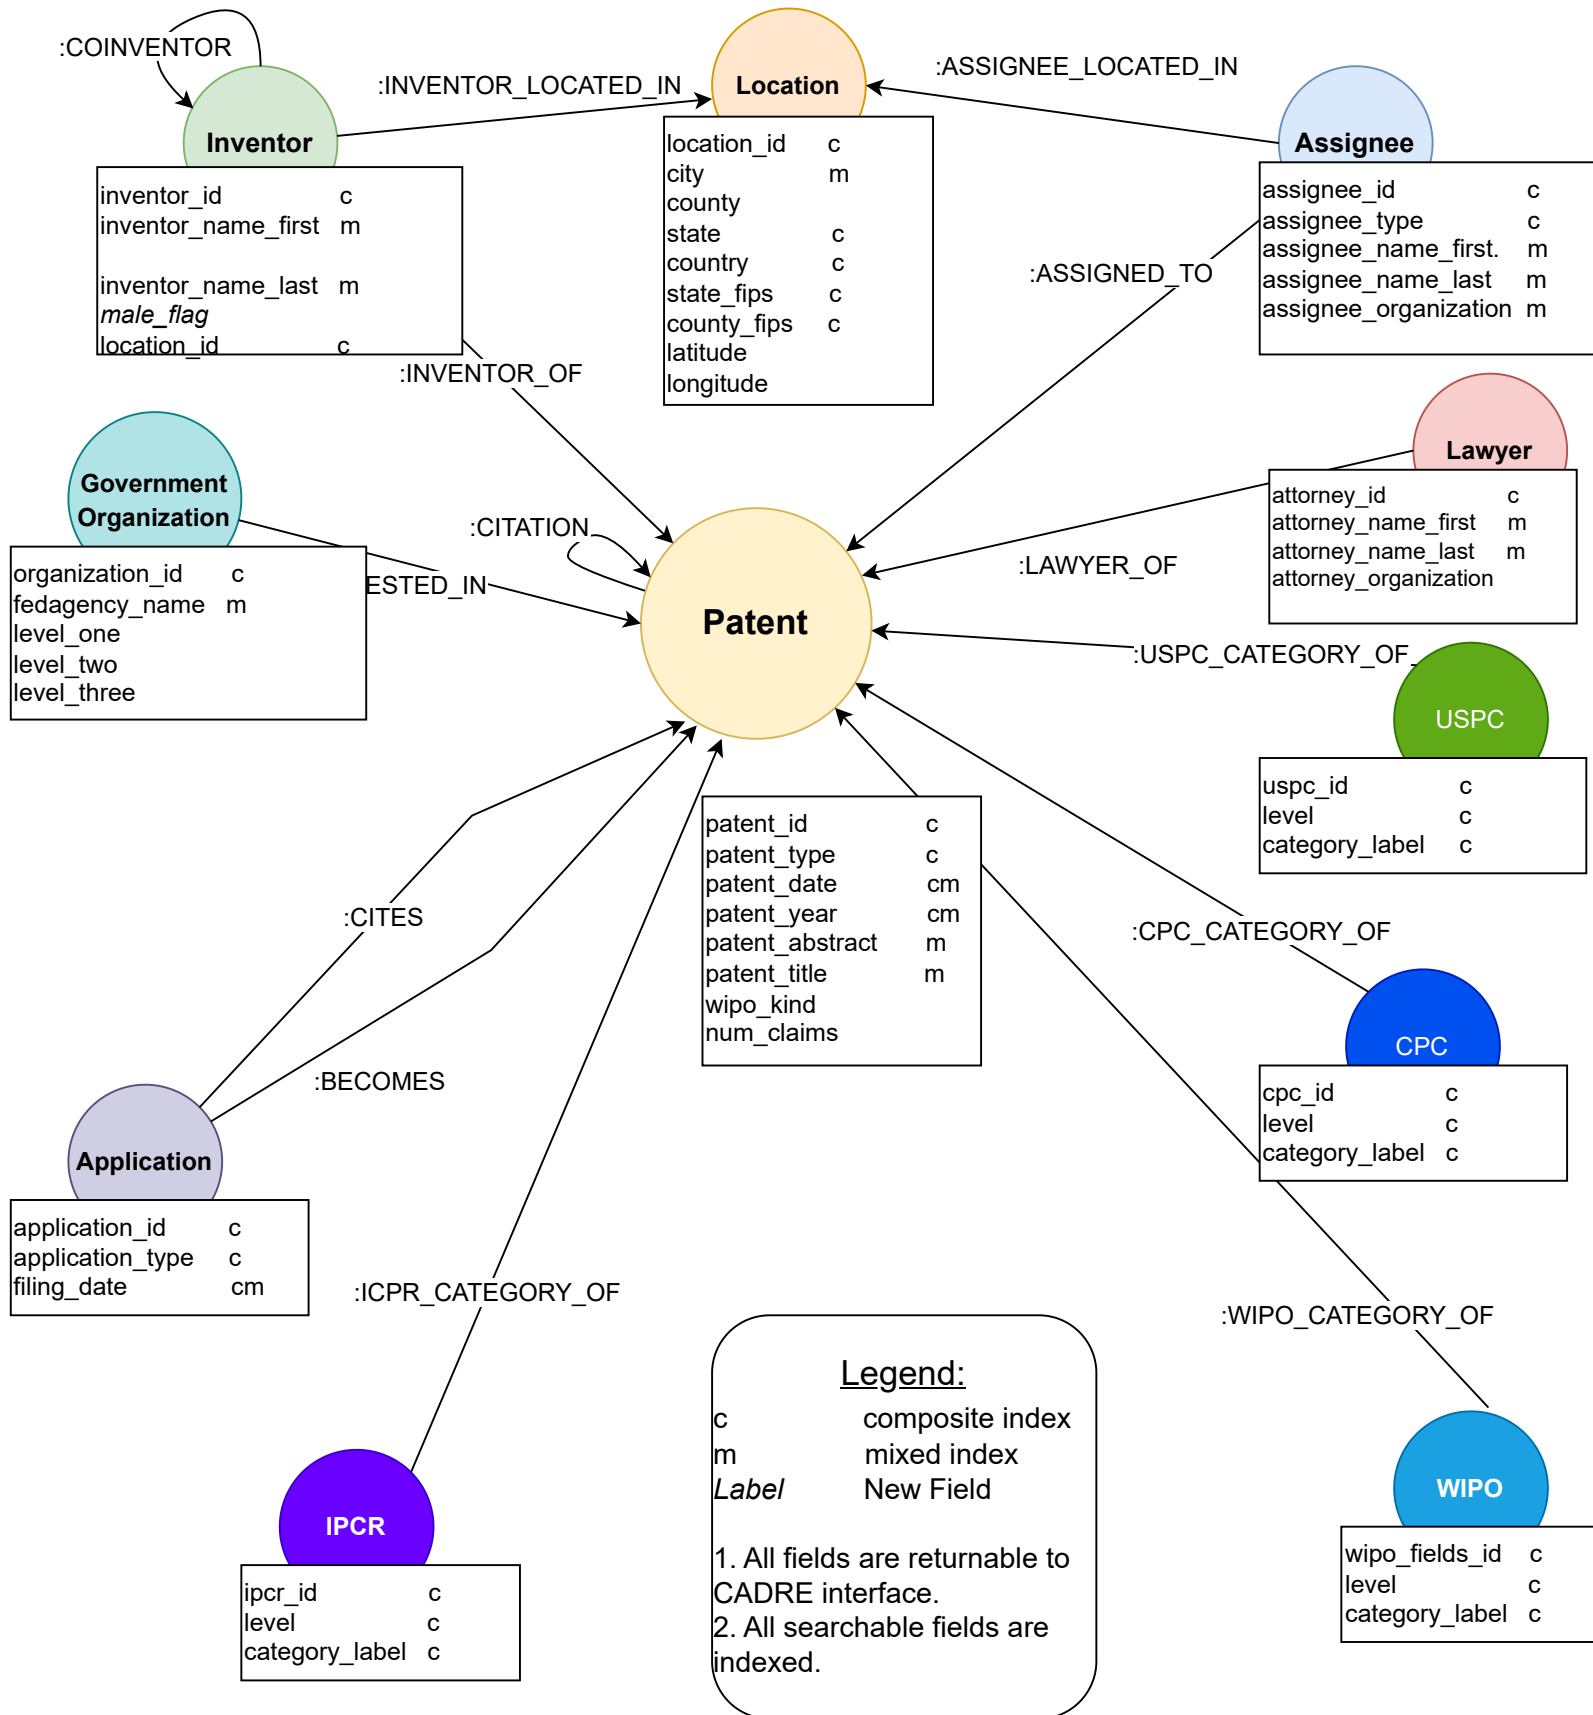 :COINVENTOR
:INVENTOR_LOCATED_IN
Location
:ASSIGNEE_LOCATED_IN
Inventor
Assignee
inventor_id c
inventor_name_first m
inventor_name_last m
male_flag
location_id c
location_id c
city m
county
state c
country c
state_fips c
county_fips c
latitude
longitude
assignee_id c
assignee_type c
assignee_name_first. m
assignee_name_last m
assignee_organization m
:ASSIGNED_TO
:INVENTOR_OF
Government
Organization
organization_id c
fedagency_name m
level_one
level_two
level_three
ESTED_IN
:CITATION
Patent
:LAWYER_OF
Lawyer
attorney_id c
attorney_name_first m
attorney_name_last m
attorney_organization
:USPC_CATEGORY_OF
USPC
uspc_id c
level c
category_label c
patent_id c
patent_type c
patent_date cm
patent_year cm
patent_abstract m
patent_title m
wipo_kind
num_claims
:CITES
:BECOMES
:CPC_CATEGORY_OF
CPC
cpc_id c
level c
category_label c
Application
application_id c
application_type c
filing_date cm
:ICPR_CATEGORY_OF
:WIPO_CATEGORY_OF
IPCR
ipcr_id c
level c
category_label c
Legend:
c composite index
m mixed index
Label New Field
1. All fields are returnable to
CADRE interface.
2. All searchable fields are
indexed.
WIPO
wipo_fields_id c
level c
category_label c